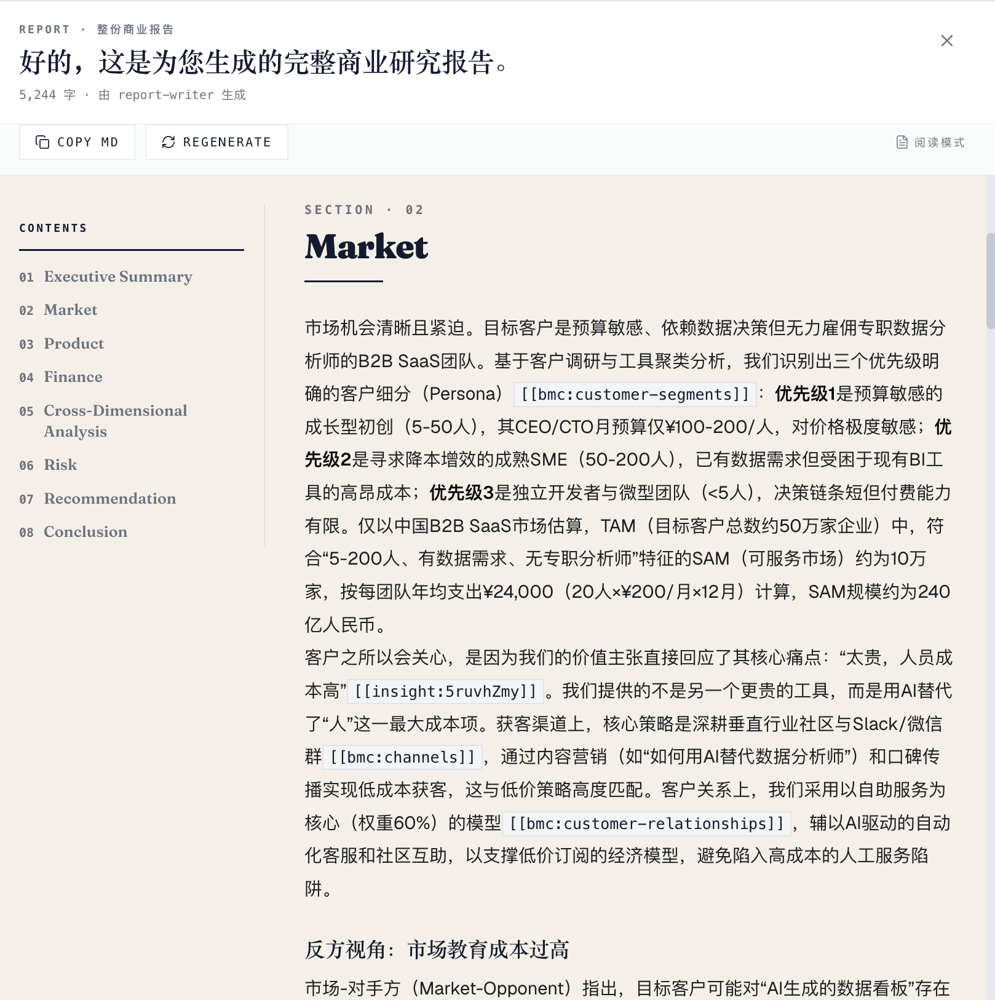 REPORT · 整份商业报告
好的，这是为您生成的完整商业研究报告。
5,244 字 · 由 report-writer 生成
COPY MD
REGENERATE
阅读模式
CONTENTS
01 Executive Summary
02 Market
03 Product
04 Finance
05 Cross-Dimensional
Analysis
06 Risk
07 Recommendation
08 Conclusion
SECTION · 02
Market
市场机会清晰且紧迫。目标客户是预算敏感、依赖数据决策但无力雇佣专职数据分
析师的B2B SaaS团队。基于客户调研与工具聚类分析，我们识别出三个优先级明
确的客户细分（Persona）[[bmc:customer-segments]]：优先级1是预算敏感的
成长型初创（5-50人），其CEO/CTO月预算仅¥100-200/人，对价格极度敏感；优
先级2是寻求降本增效的成熟SME（50-200人），已有数据需求但受困于现有BI工
具的高昂成本；优先级3是独立开发者与微型团队（<5人），决策链条短但付费能力
有限。仅以中国B2B SaaS市场估算，TAM（目标客户总数约50万家企业）中，符
合“5-200人、有数据需求、无专职分析师”特征的SAM（可服务市场）约为10万
家，按每团队年均支出¥24,000（20人×¥200/月×12月）计算，SAM规模约为240
亿人民币。
客户之所以会关心，是因为我们的价值主张直接回应了其核心痛点：“太贵，人员成
本高”[[insight:5ruvhZmy]]。我们提供的不是另一个更贵的工具，而是用AI替代
了“人”这一最大成本项。获客渠道上，核心策略是深耕垂直行业社区与Slack/微信
群[[bmc:channels]]，通过内容营销（如“如何用AI替代数据分析师”）和口碑传
播实现低成本获客，这与低价策略高度匹配。客户关系上，我们采用以自助服务为
核心（权重60%）的模型[[bmc:customer-relationships]]，辅以AI驱动的自动
化客服和社区互助，以支撑低价订阅的经济模型，避免陷入高成本的人工服务陷
阱。
反方视角：市场教育成本过高
市场-对手方（Market-Opponent）指出，目标客户可能对“AI生成的数据看板”存在